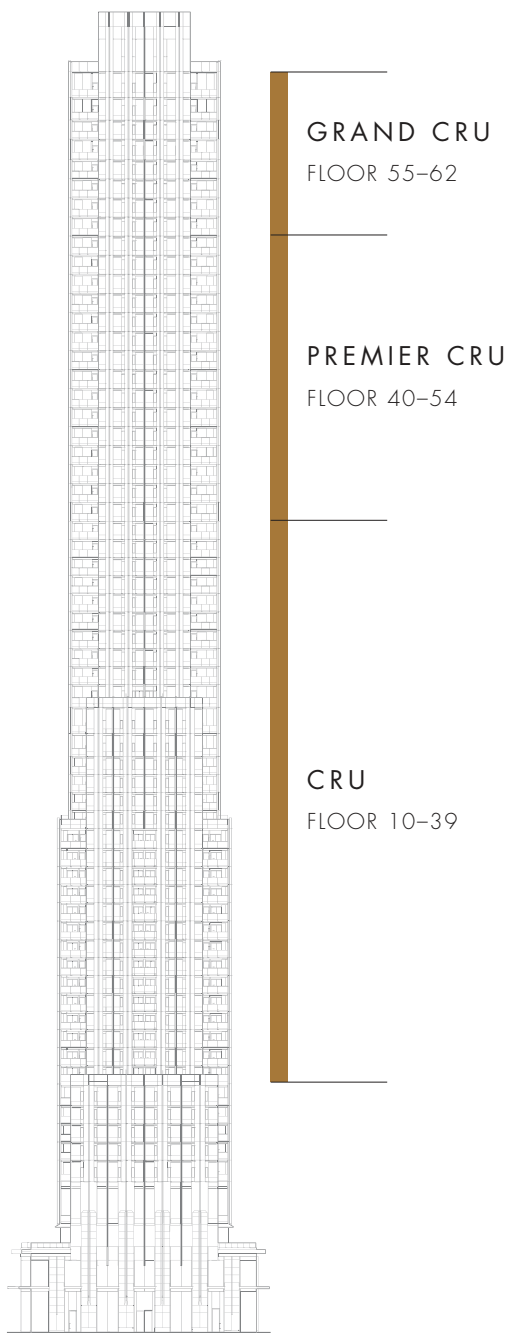 GRAND CRU
FLOOR 55–62
PREMIER CRU
FLOOR 40–54
CRU
FLOOR 10–39